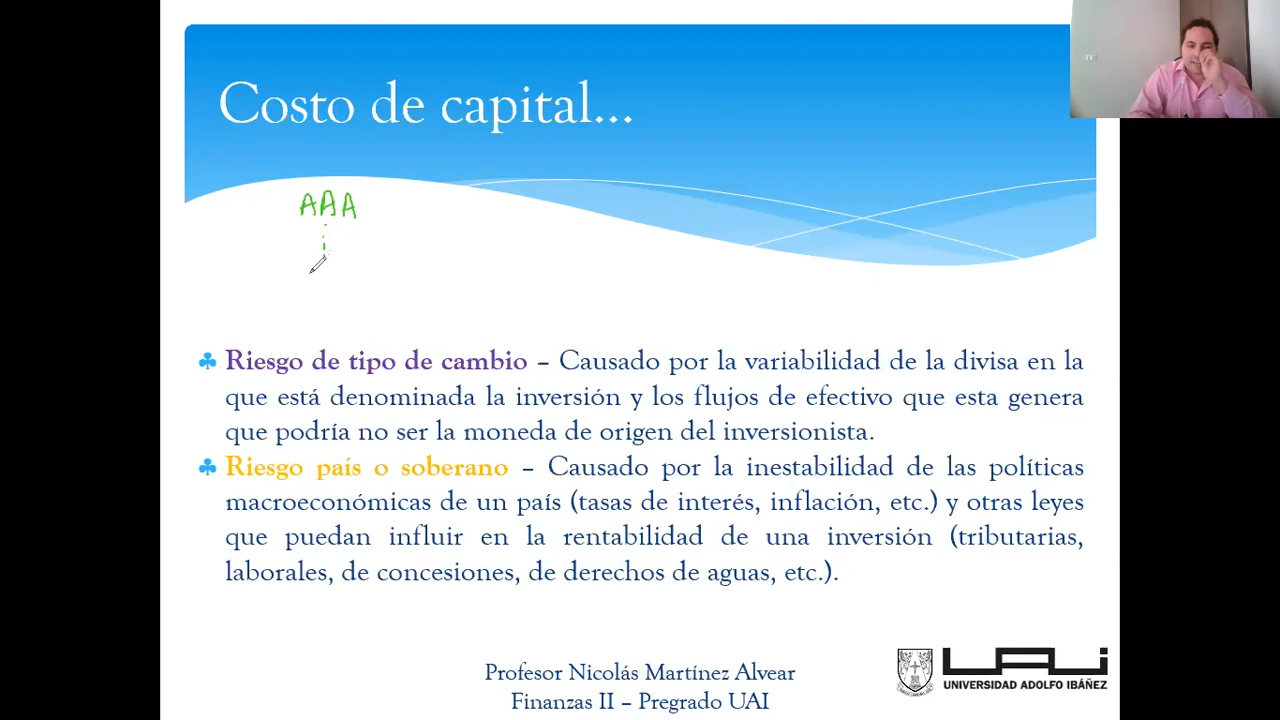 Costo de capital...
AAA
Riesgo de tipo de cambio – Causado por la variabilidad de la divisa en la
que está denominada la inversión y los flujos de efectivo que esta genera
que podría no ser la moneda de origen del inversionista.
Riesgo país o soberano – Causado por la inestabilidad de las políticas
macroeconómicas de un país (tasas de interés, inflación, etc.) y otras leyes
que puedan influir en la rentabilidad de una inversión (tributarias,
laborales, de concesiones, de derechos de aguas, etc.).
Profesor Nicolás Martínez Alvear
Finanzas II – Pregrado UAI
UAi
UNIVERSIDAD ADOLFO IBÁÑEZ